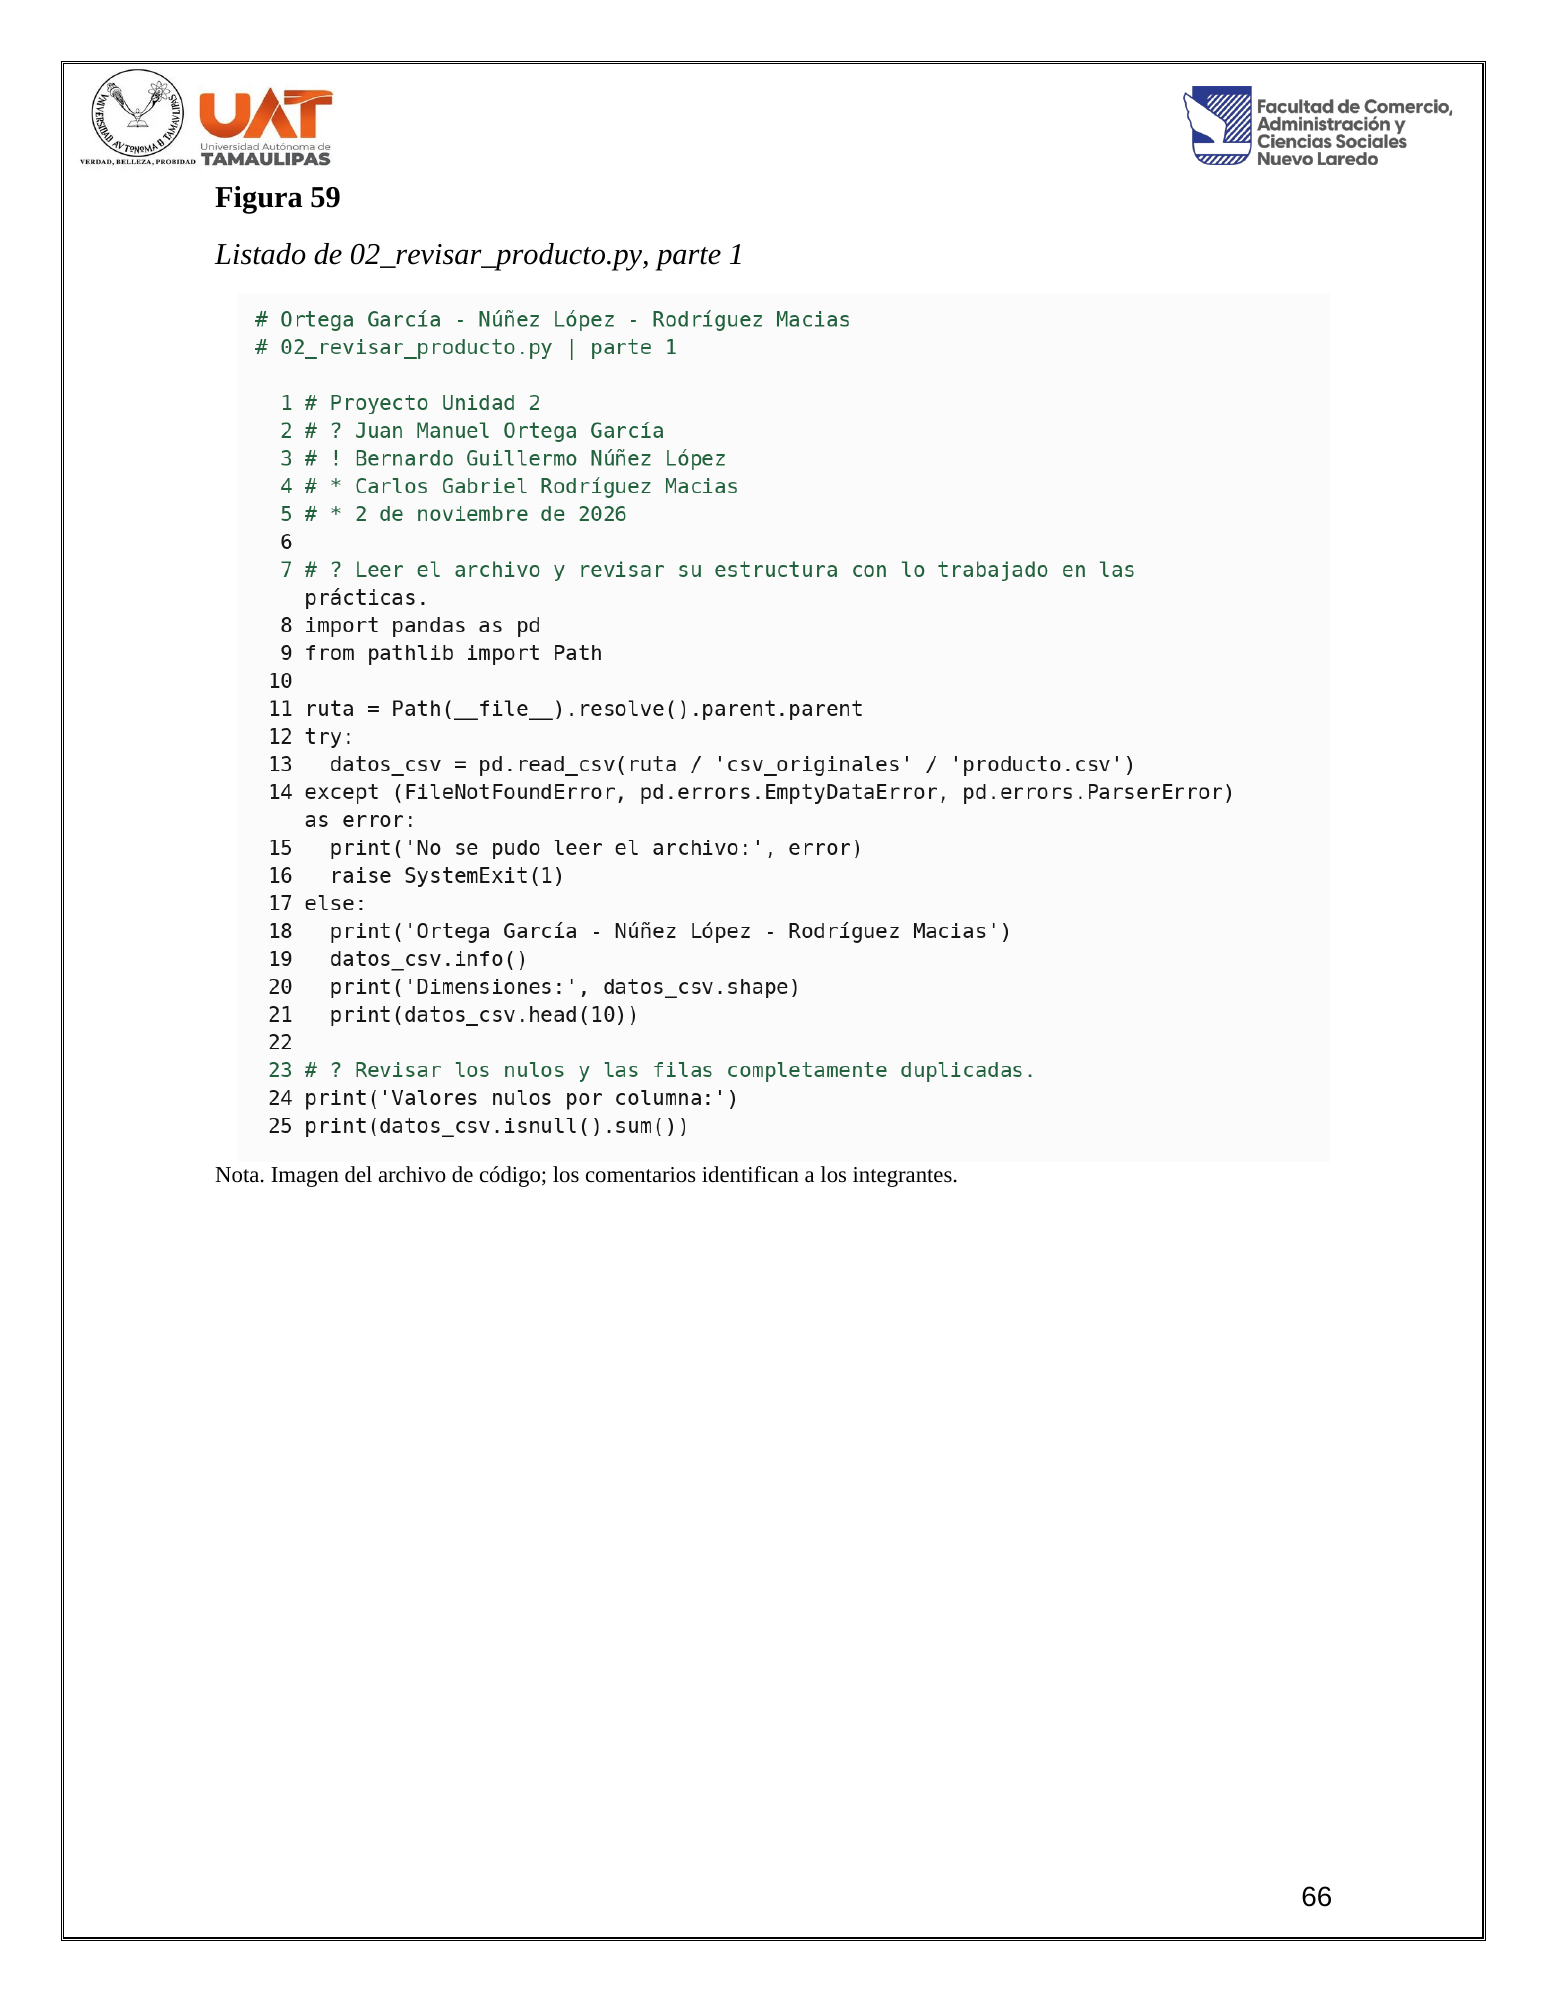 VNIVERSIDAD AVTONOMA D TAMAVLIPAS
VERDAD, BELLEZA, PROBIDAD
UAT
Universidad Autónoma de
TAMAULIPAS
Facultad de Comercio,
Administración y
Ciencias Sociales
Nuevo Laredo
Figura 59
Listado de 02_revisar_producto.py, parte 1
# Ortega García - Núñez López - Rodríguez Macias
# 02_revisar_producto.py | parte 1
1 # Proyecto Unidad 2
2 # ? Juan Manuel Ortega García
3 # ! Bernardo Guillermo Núñez López
4 # * Carlos Gabriel Rodríguez Macias
5 # * 2 de noviembre de 2026
6
7 # ? Leer el archivo y revisar su estructura con lo trabajado en las
prácticas.
8 import pandas as pd
9 from pathlib import Path
10
11 ruta = Path(__file__).resolve().parent.parent
12 try:
13   datos_csv = pd.read_csv(ruta / 'csv_originales' / 'producto.csv')
14 except (FileNotFoundError, pd.errors.EmptyDataError, pd.errors.ParserError)
as error:
15   print('No se pudo leer el archivo:', error)
16   raise SystemExit(1)
17 else:
18   print('Ortega García - Núñez López - Rodríguez Macias')
19   datos_csv.info()
20   print('Dimensiones:', datos_csv.shape)
21   print(datos_csv.head(10))
22
23 # ? Revisar los nulos y las filas completamente duplicadas.
24 print('Valores nulos por columna:')
25 print(datos_csv.isnull().sum())
Nota. Imagen del archivo de código; los comentarios identifican a los integrantes.
66